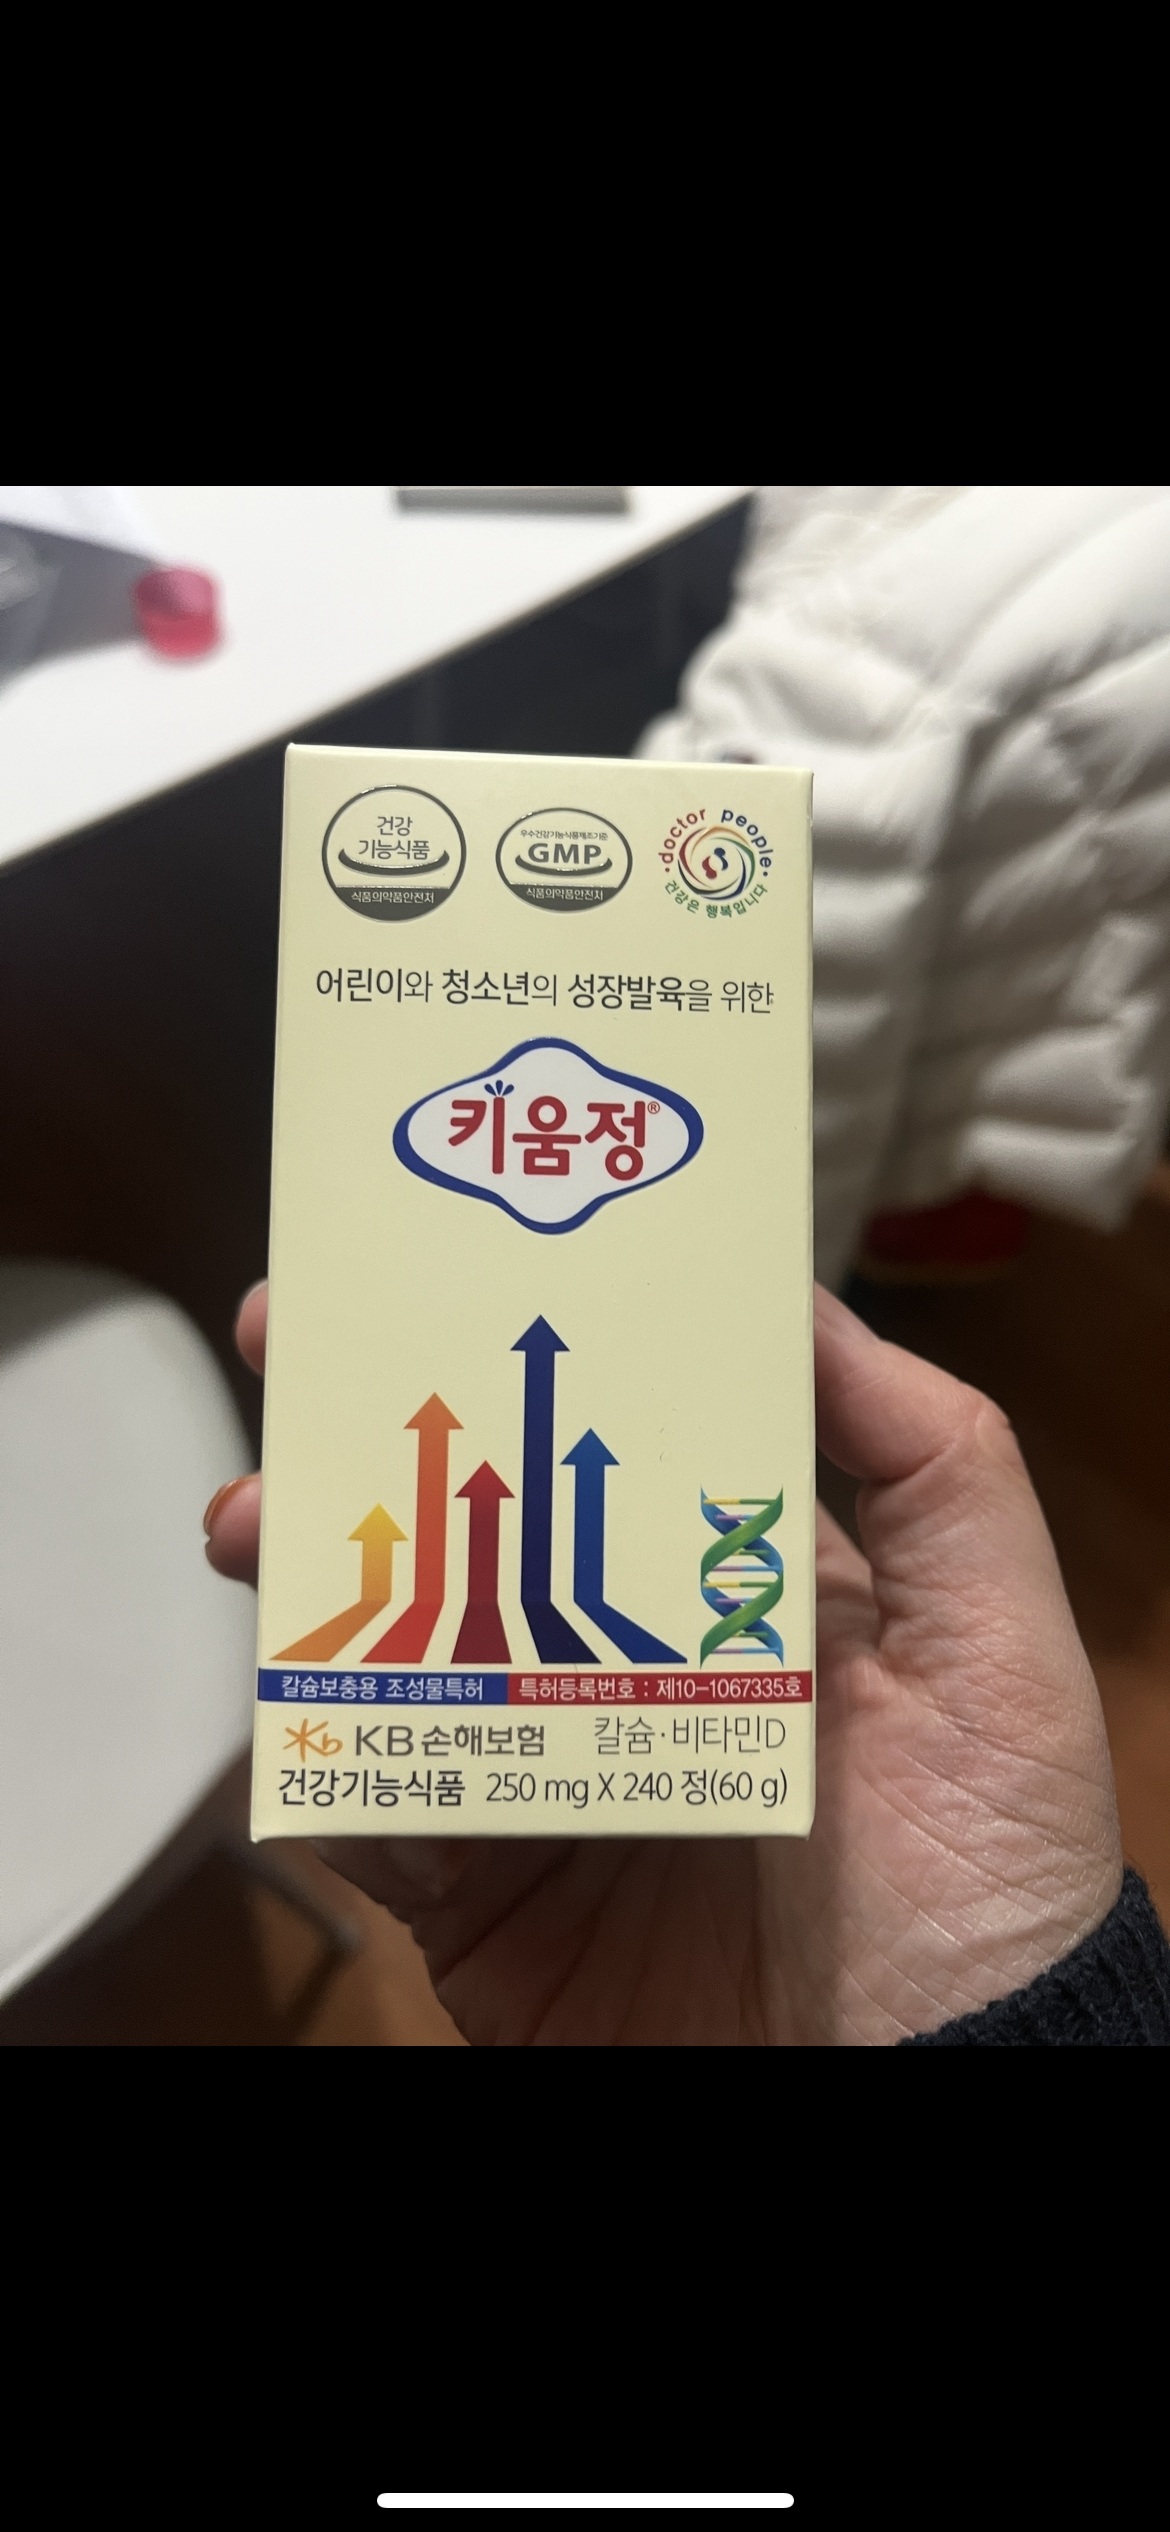 건강
기능식품
식품의약품안전처
우수건강기능식품제조기준
GMP
식품의약품안전처
doctor people
건강은 행복입니다
어린이와 청소년의 성장발육을 위한
키움정®
칼슘보충용 조성물특허 특허등록번호 : 제10-1067335호
Kb KB손해보험 칼슘·비타민D
건강기능식품 250 mg X 240 정(60 g)